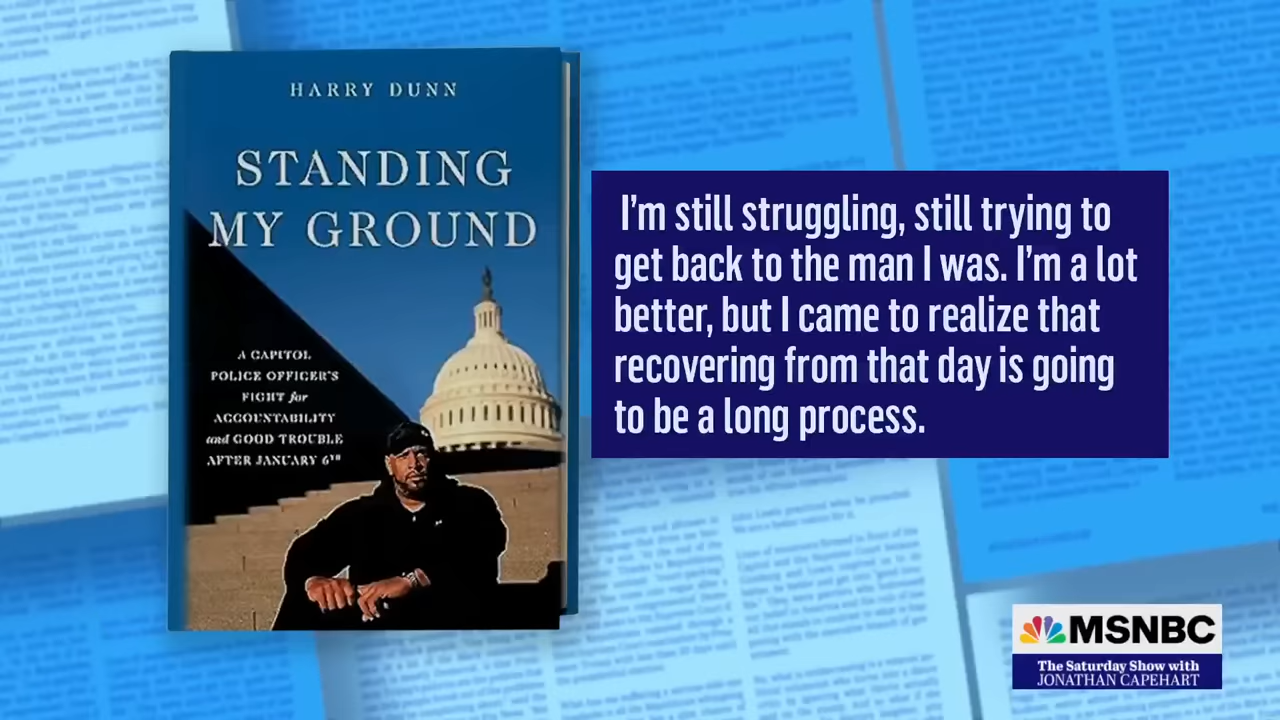 HARRY DUNN
STANDING
MY GROUND
A CAPITOL
POLICE OFFICER'S
FIGHT for
ACCOUNTABILITY
and GOOD TROUBLE
AFTER JANUARY 6TH
I'm still struggling, still trying to
get back to the man I was. I'm a lot
better, but I came to realize that
recovering from that day is going
to be a long process.
MSNBC
The Saturday Show with
JONATHAN CAPEHART